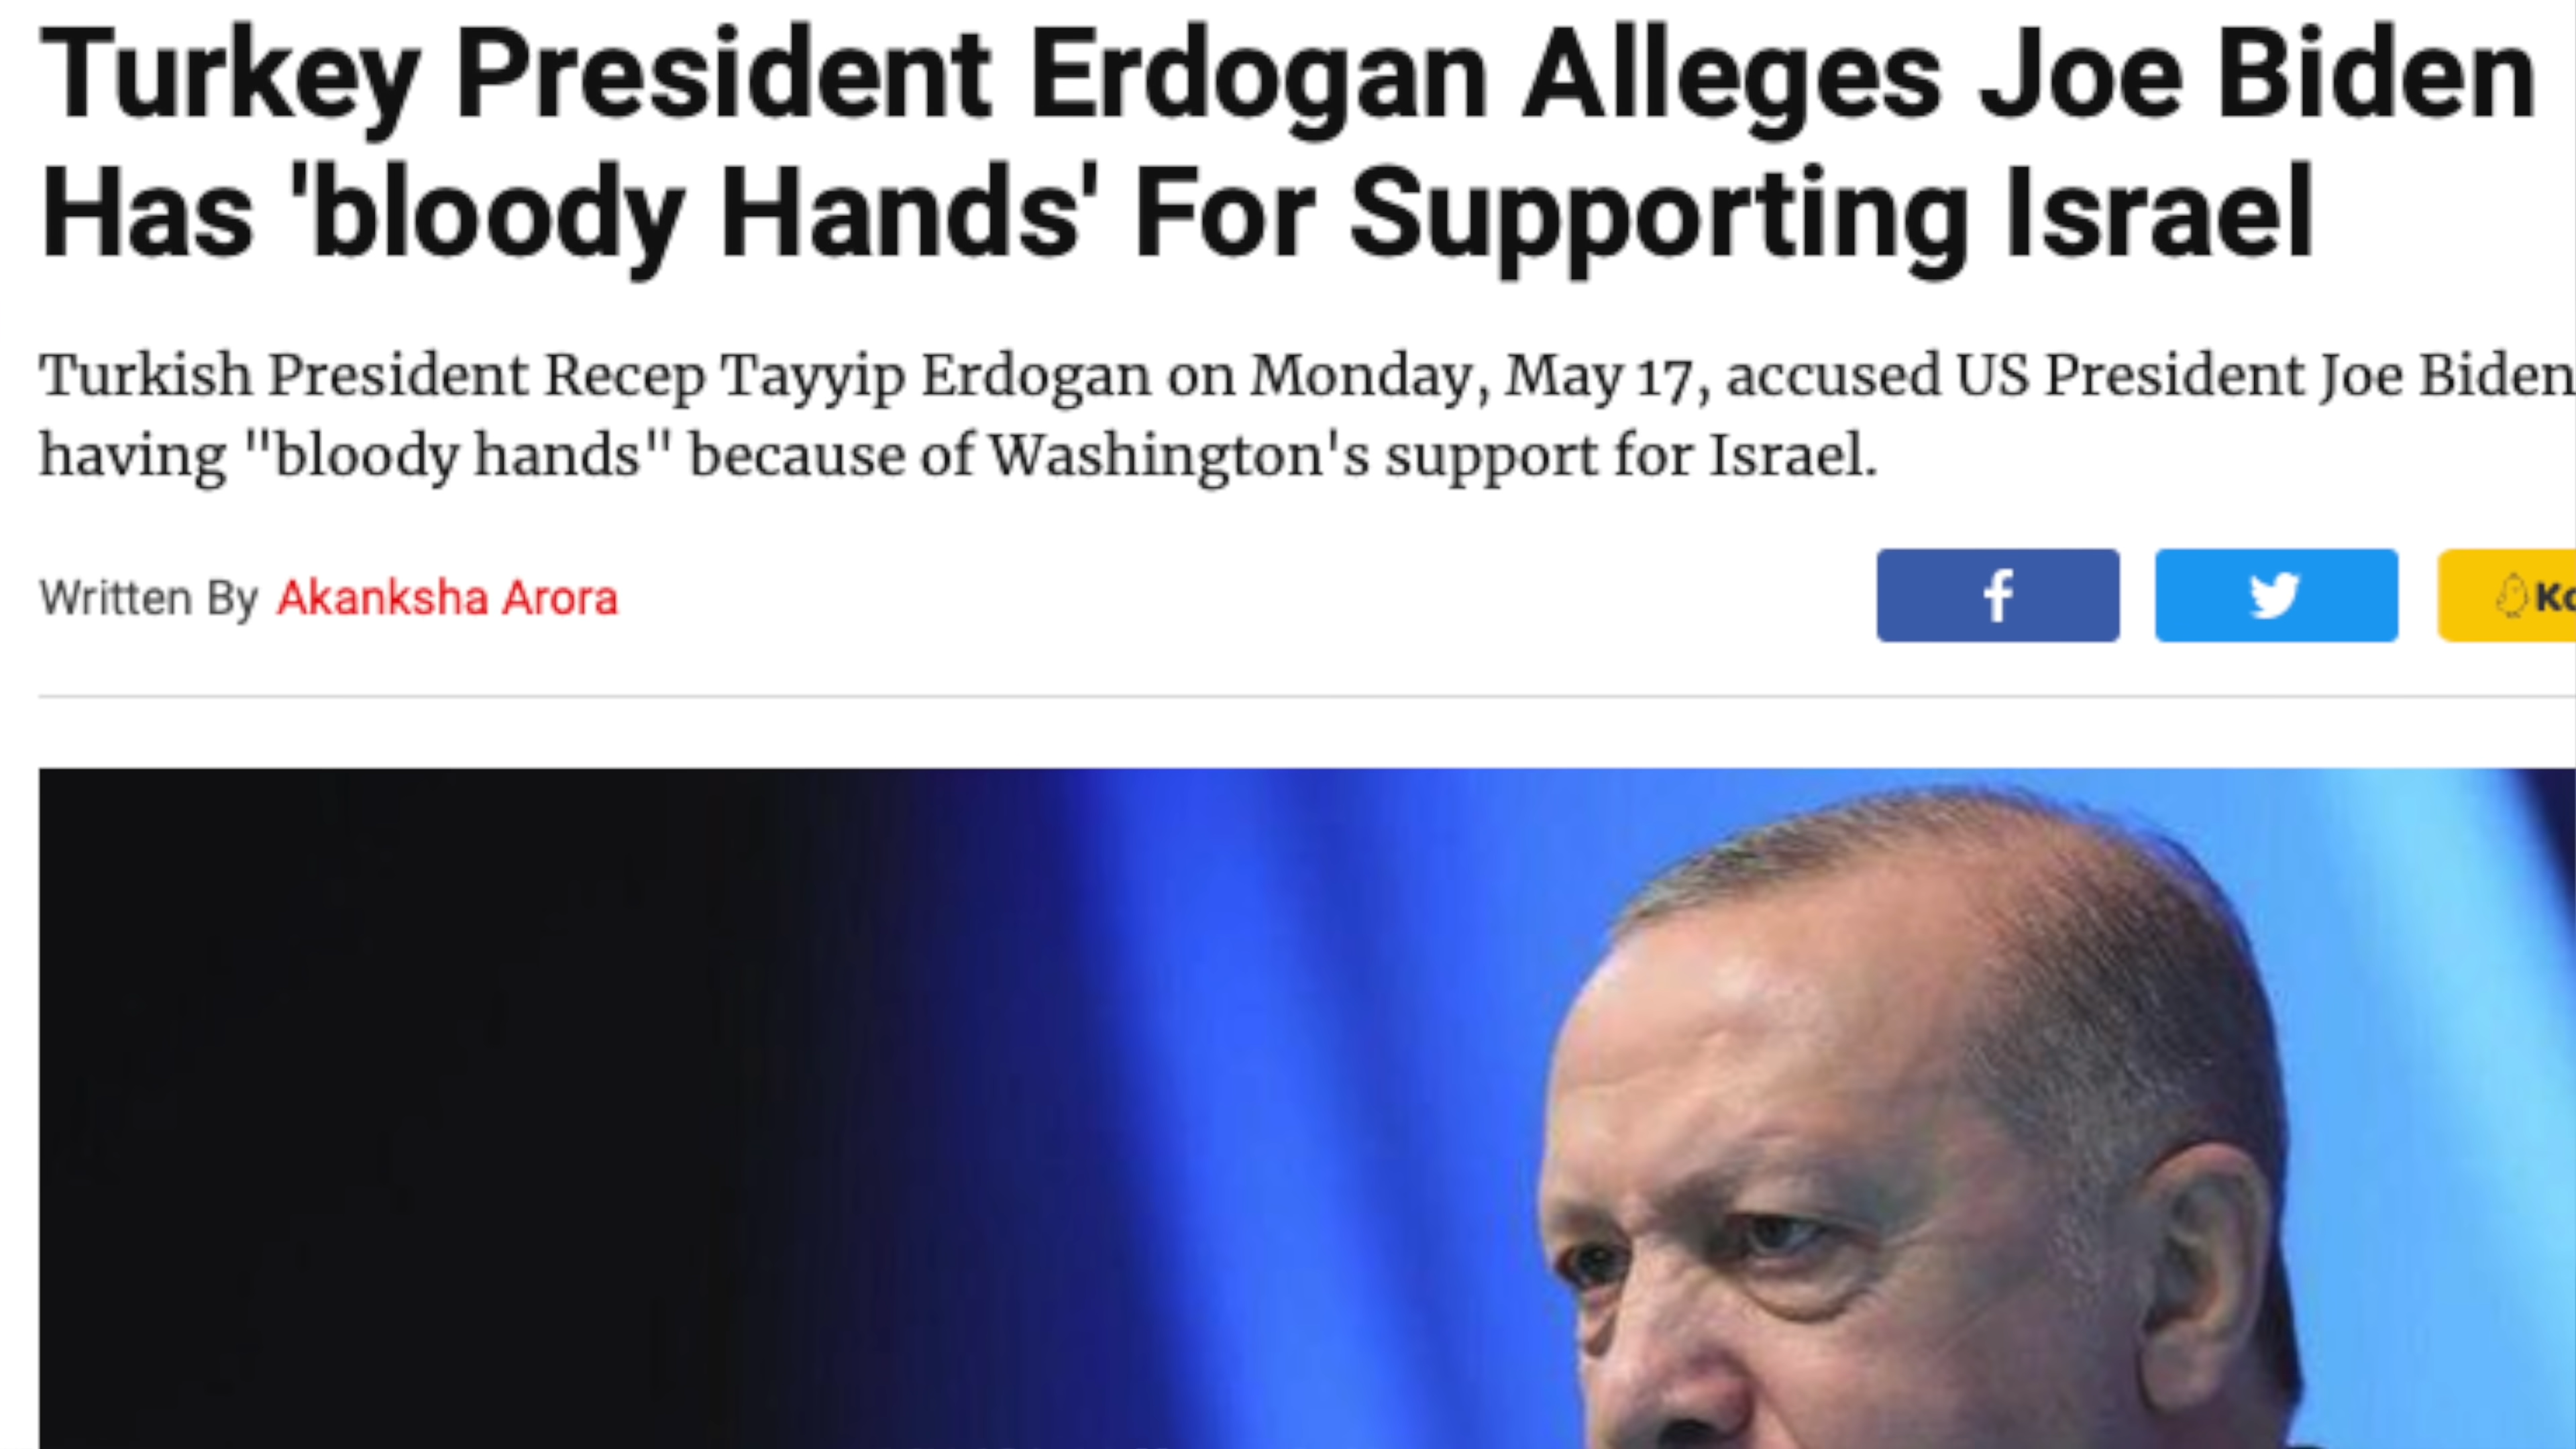 Turkey President Erdogan Alleges Joe Biden
Has 'bloody Hands' For Supporting Israel
Turkish President Recep Tayyip Erdogan on Monday, May 17, accused US President Joe Biden
having "bloody hands" because of Washington's support for Israel.
Written By Akanksha Arora